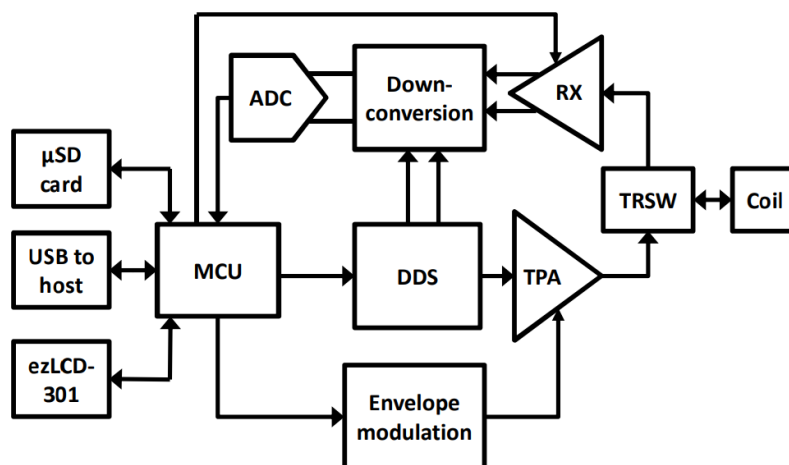 ADC
Down-
conversion
RX
µSD
card
TRSW
Coil
USB to
host
MCU
DDS
TPA
ezLCD-
301
Envelope
modulation